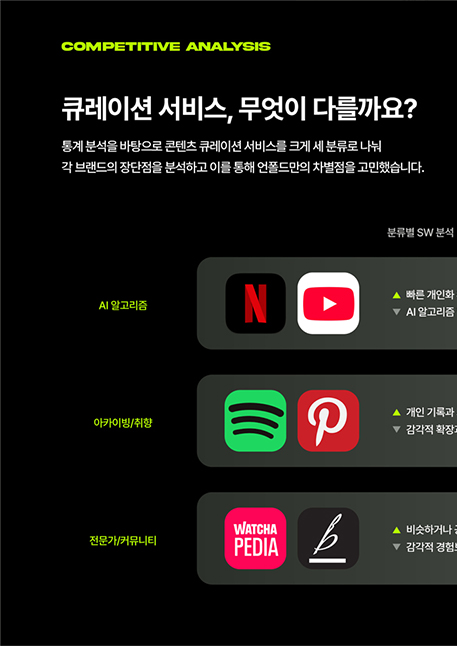 COMPETITIVE ANALYSIS
큐레이션 서비스, 무엇이 다를까요?
통계 분석을 바탕으로 콘텐츠 큐레이션 서비스를 크게 세 분류로 나눠
각 브랜드의 장단점을 분석하고 이를 통해 언폴드만의 차별점을 고민했습니다.
분류별 SW 분석
AI 알고리즘
N
▲ 빠른 개인화
▼ AI 알고리즘
아카이빙/취향
▲ 개인 기록과
▼ 감각적 확장
전문가/커뮤니티
WATCHA
PEDIA
b
▲ 비슷하거나
▼ 감각적 경험